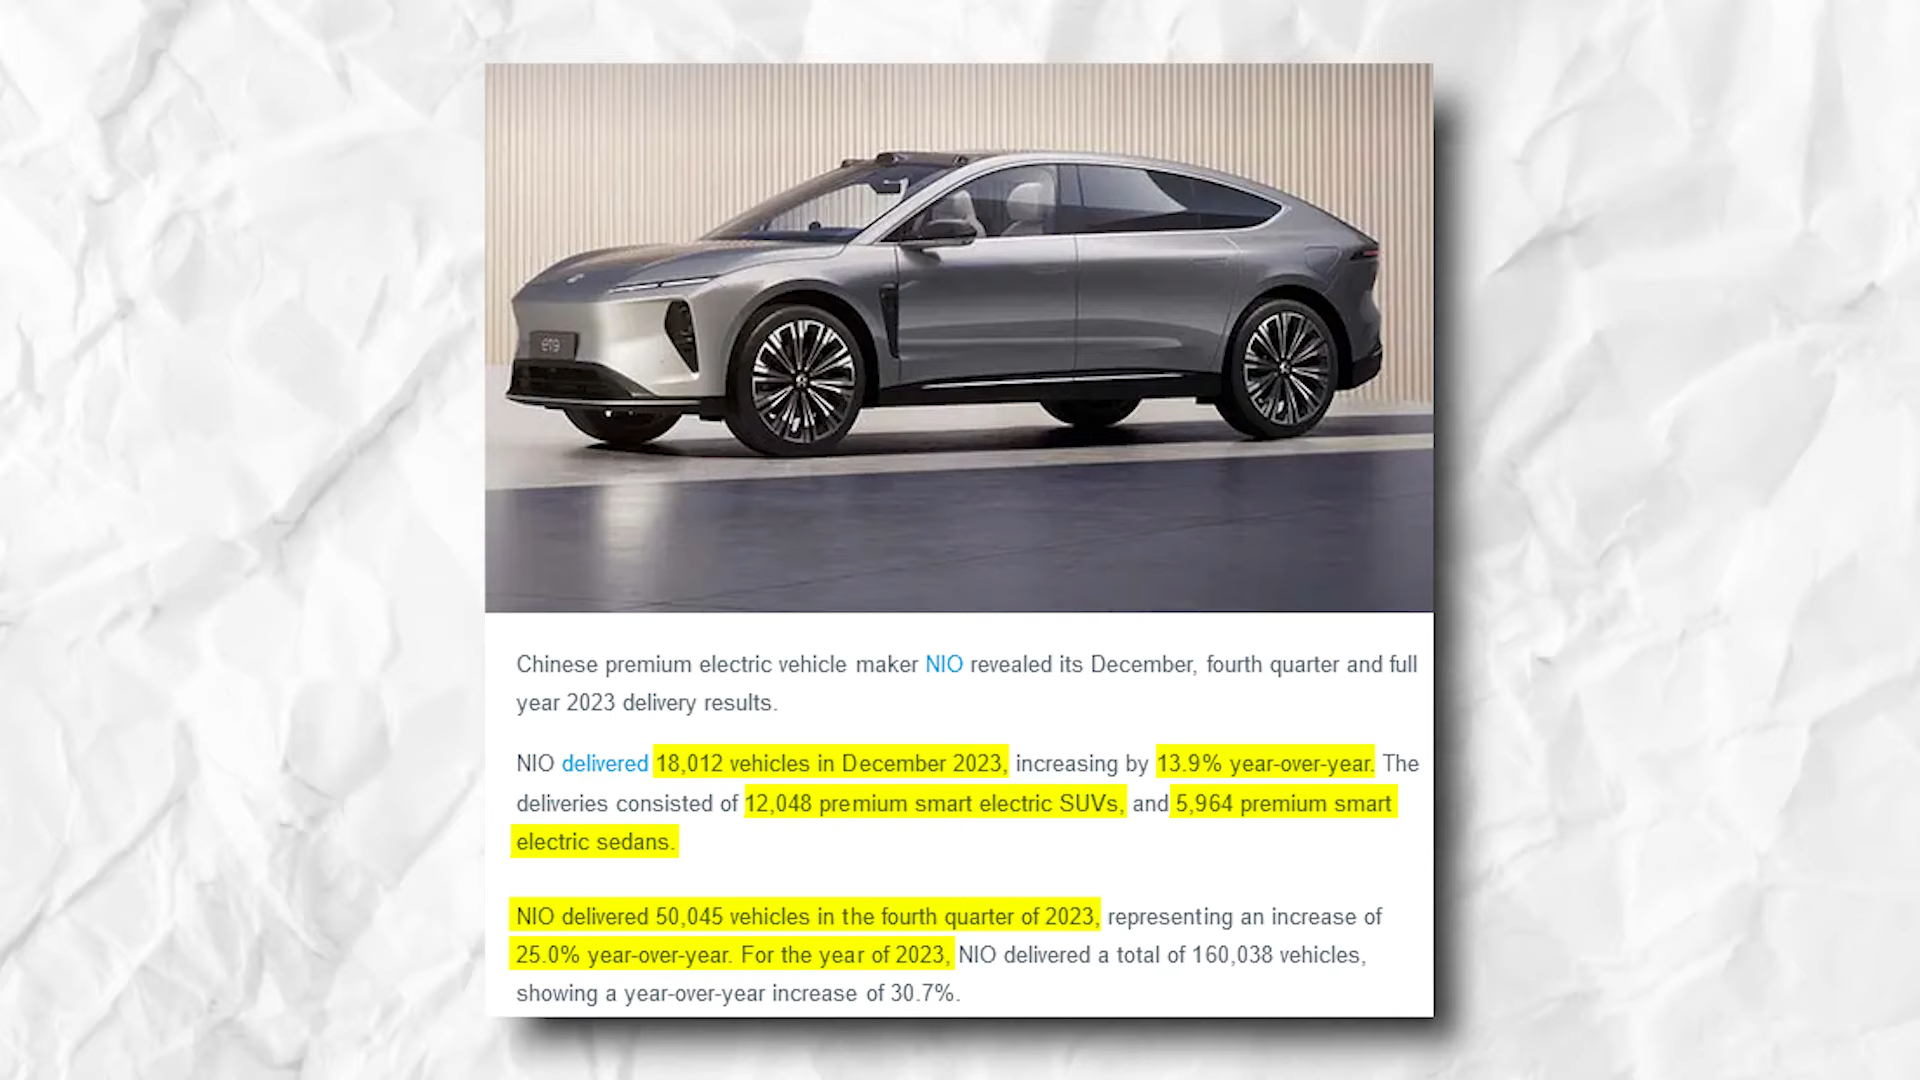 et9
Chinese premium electric vehicle maker NIO revealed its December, fourth quarter and full
year 2023 delivery results.
NIO delivered 18,012 vehicles in December 2023, increasing by 13.9% year-over-year. The
deliveries consisted of 12,048 premium smart electric SUVs, and 5,964 premium smart
electric sedans.
NIO delivered 50,045 vehicles in the fourth quarter of 2023, representing an increase of
25.0% year-over-year. For the year of 2023, NIO delivered a total of 160,038 vehicles,
showing a year-over-year increase of 30.7%.